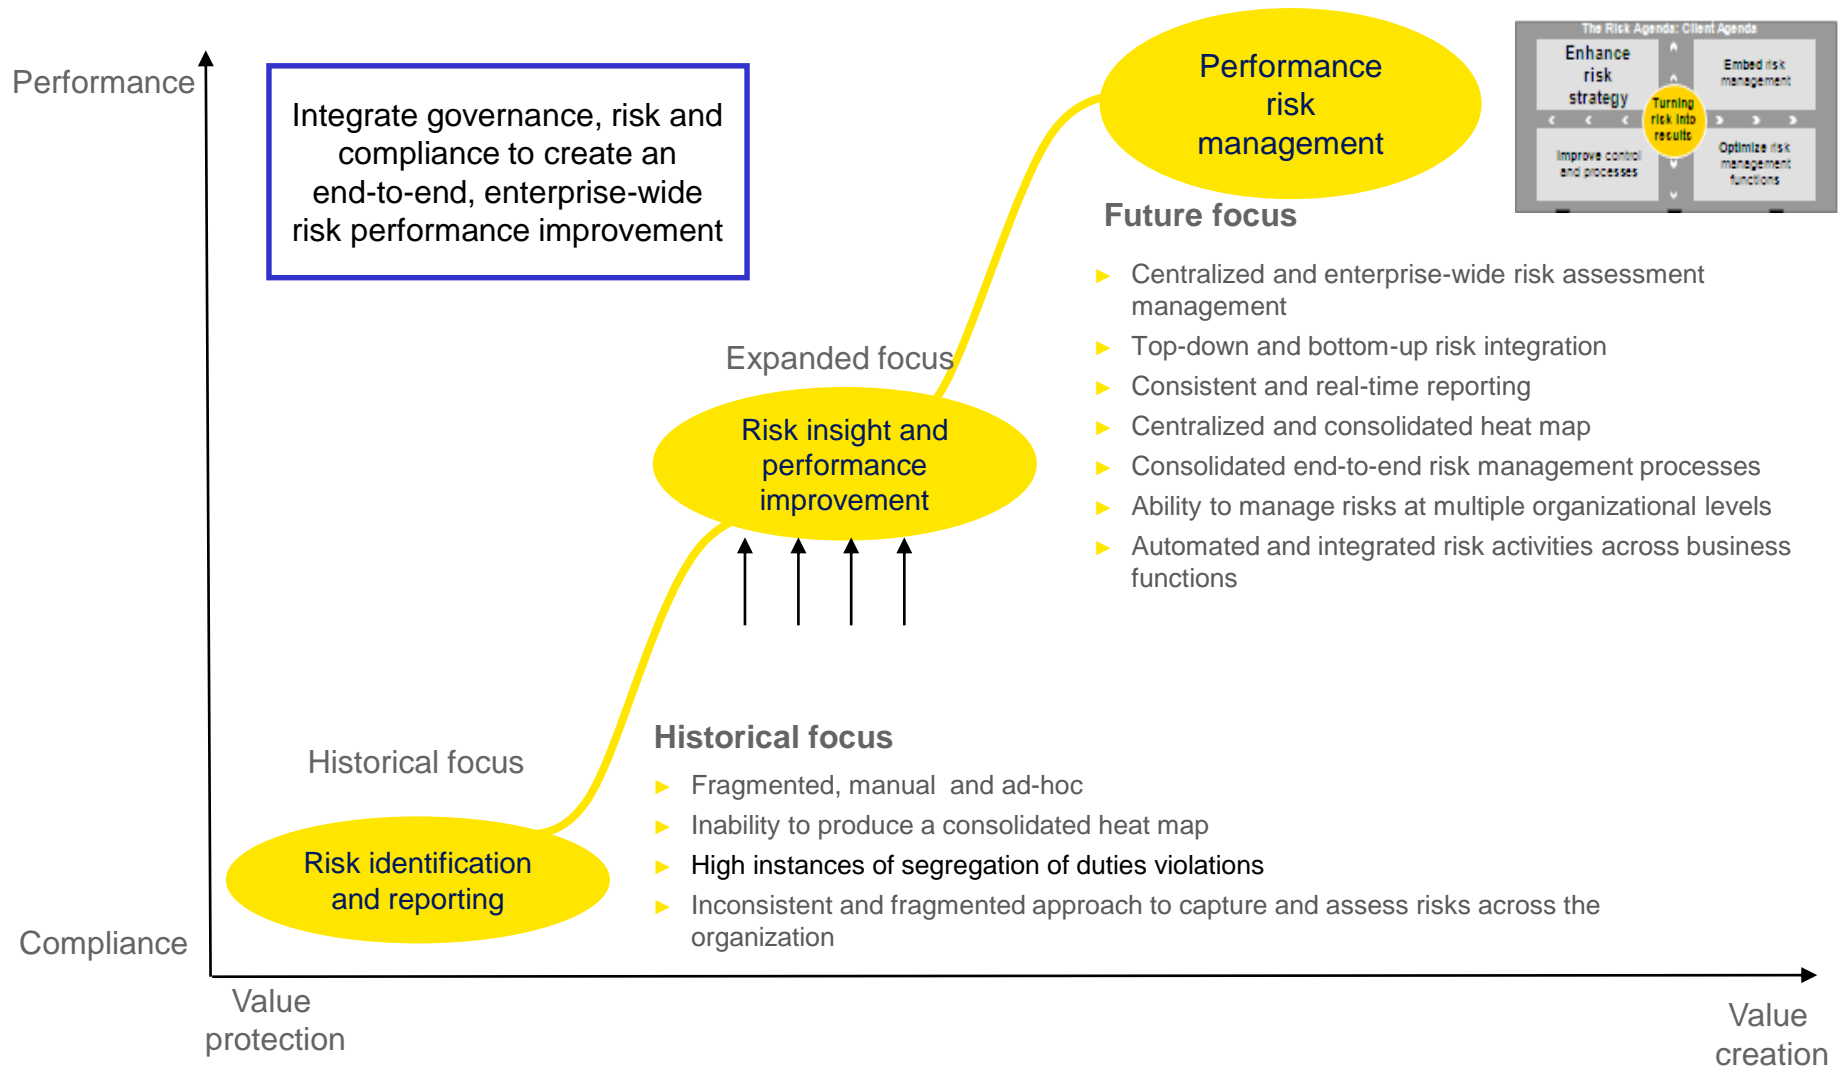 Performance
Integrate governance, risk and
compliance to create an
end-to-end, enterprise-wide
risk performance improvement
Performance
risk
management
The Risk Agenda: Client Agenda
Enhance
risk
strategy
Embed risk
management
Turning
risk into
results
Improve control
and processes
Optimize risk
management
functions
Future focus
► Centralized and enterprise-wide risk assessment
management
► Top-down and bottom-up risk integration
► Consistent and real-time reporting
► Centralized and consolidated heat map
► Consolidated end-to-end risk management processes
► Ability to manage risks at multiple organizational levels
► Automated and integrated risk activities across business
functions
Expanded focus
Risk insight and
performance
improvement
Historical focus
Risk identification
and reporting
Historical focus
► Fragmented, manual  and ad-hoc
► Inability to produce a consolidated heat map
► High instances of segregation of duties violations
► Inconsistent and fragmented approach to capture and assess risks across the
organization
Compliance
Value
protection
Value
creation